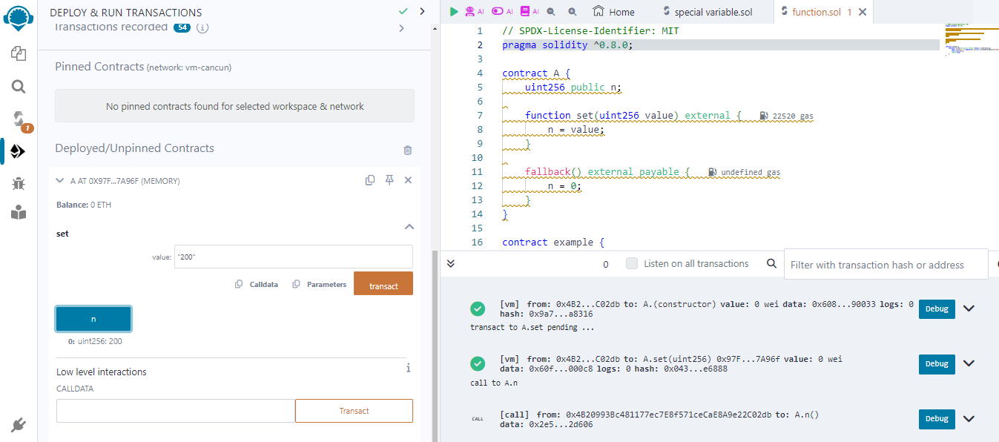 DEPLOY & RUN TRANSACTIONS
Transactions recorded 54 i
Pinned Contracts (network: vm-cancun)
No pinned contracts found for selected workspace & network
1
Deployed/Unpinned Contracts
A AT 0X97F...7A96F (MEMORY)
Balance: 0 ETH
set
value: "200"
Calldata Parameters transact
n
0: uint256: 200
Low level interactions i
CALLDATA
Transact
AI AI AI Home special variable.sol function.sol 1
1 // SPDX-License-Identifier: MIT
2 pragma solidity ^0.8.0;
3
4 contract A {
5 uint256 public n;
6
7 function set(uint256 value) external { 22520 gas
8 n = value;
9 }
10
11 fallback() external payable { undefined gas
12 n = 0;
13 }
14 }
15
16 contract example {
0 Listen on all transactions Filter with transaction hash or address
[vm] from: 0x4B2...C02db to: A.(constructor) value: 0 wei data: 0x608...90033 logs: 0
hash: 0x9a7...a8316
Debug
transact to A.set pending ...
[vm] from: 0x4B2...C02db to: A.set(uint256) 0x97F...7A96f value: 0 wei
data: 0x60f...000c8 logs: 0 hash: 0x043...e6888
Debug
call to A.n
CALL [call] from: 0x4B20993Bc481177ec7E8f571ceCaE8A9e22C02db to: A.n()
data: 0x2e5...2d606
Debug